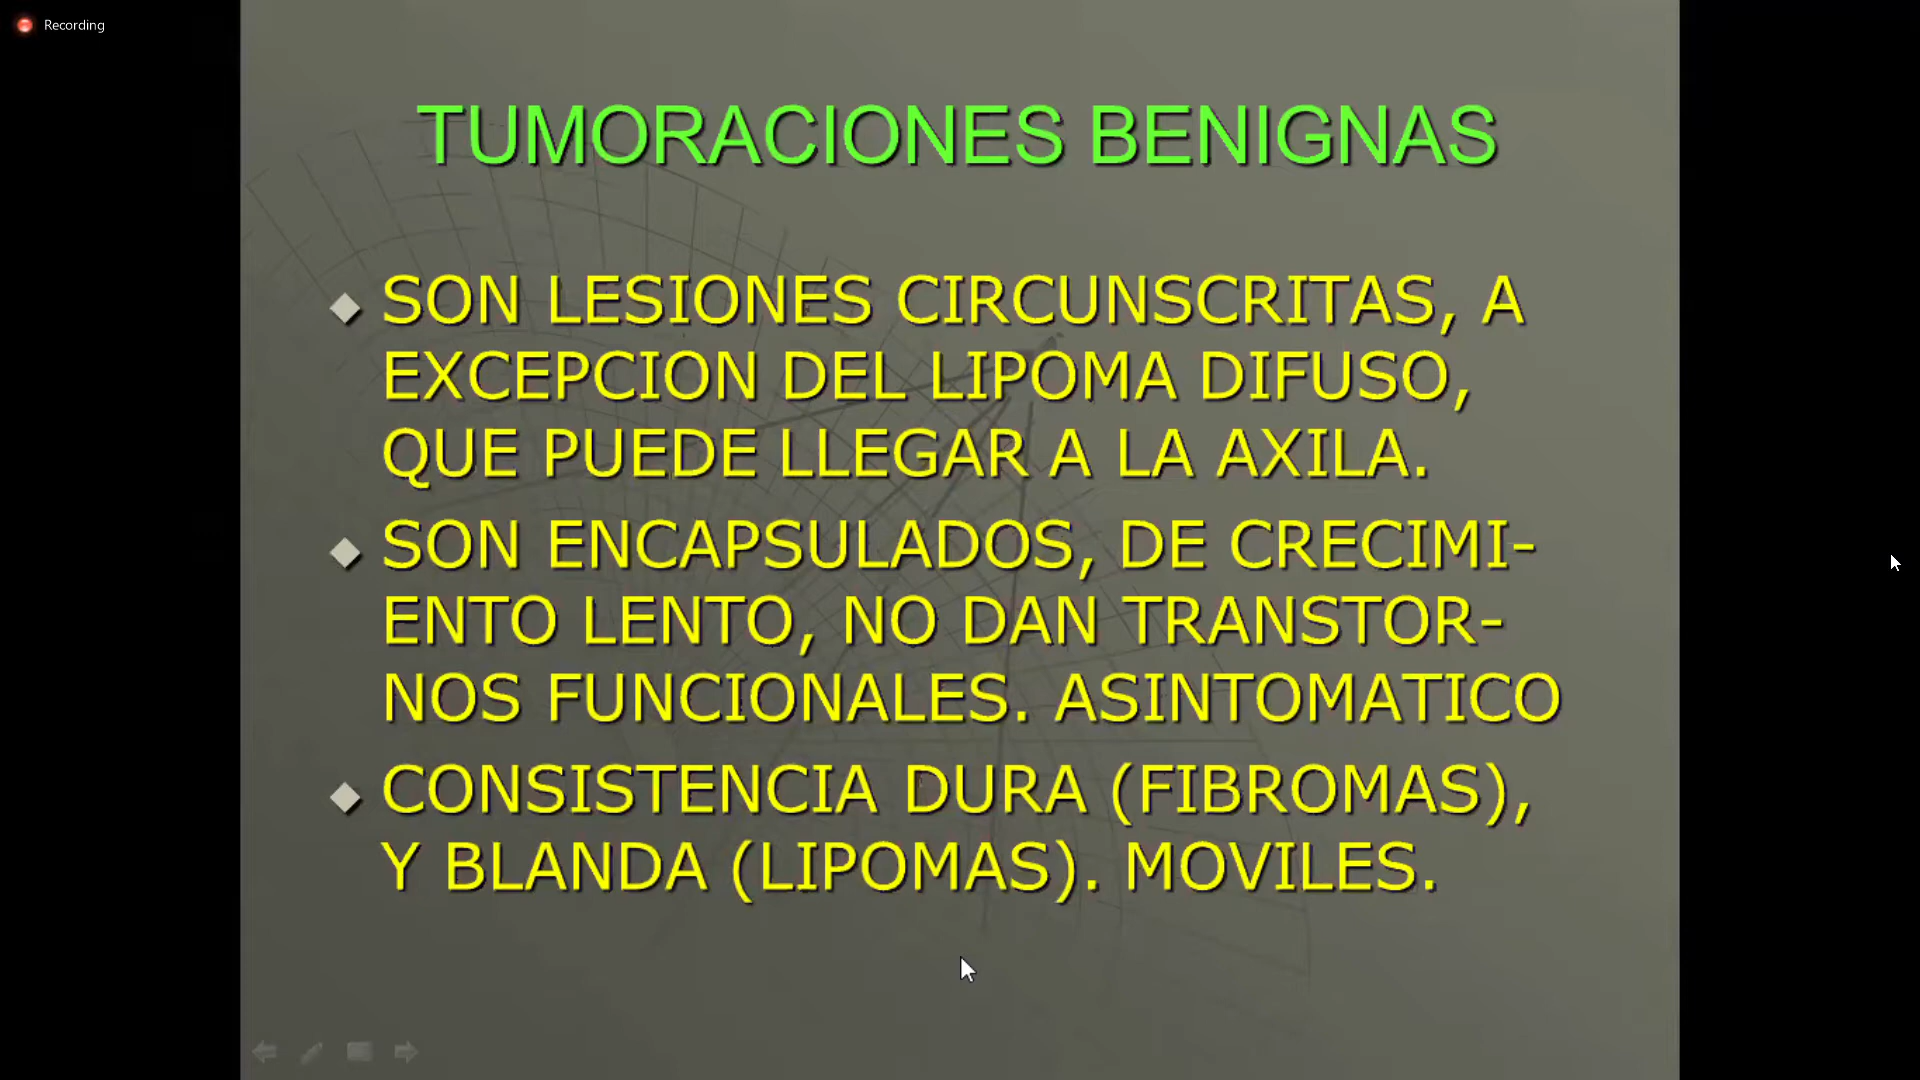 Recording
TUMORACIONES BENIGNAS
SON LESIONES CIRCUNSCRITAS, A
EXCEPCION DEL LIPOMA DIFUSO,
QUE PUEDE LLEGAR A LA AXILA.
SON ENCAPSULADOS, DE CRECIMI-
ENTO LENTO, NO DAN TRANSTOR-
NOS FUNCIONALES. ASINTOMATICO
CONSISTENCIA DURA (FIBROMAS),
Y BLANDA (LIPOMAS). MOVILES.